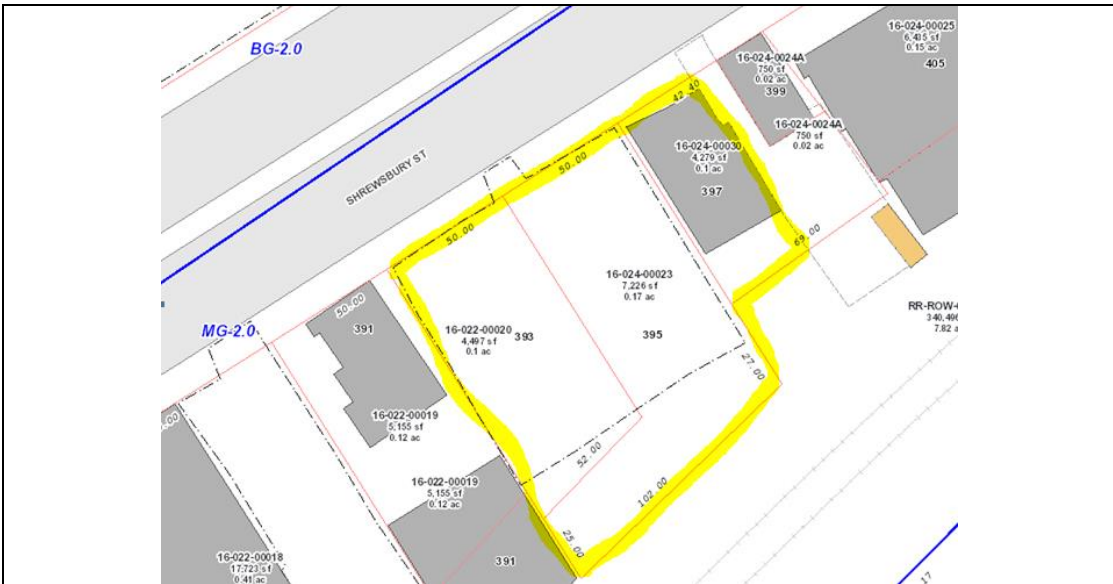 BG-2.0
16-024-00025
6,435 sf
0.15 ac
405
16-024-0024A
750 sf
0.02 ac
399
42.40
16-024-0024A
750 sf
0.02 ac
16-024-00030
4,279 sf
0.1 ac
397
SHREWSBURY ST
50.00
50.00
69.00
16-024-00023
7,226 sf
0.17 ac
395
RR-ROW-
340,496
7.82 a
50.00
391
MG-2.0
16-022-00020
4,497 sf
0.1 ac
393
27.00
16-022-00019
5,155 sf
0.12 ac
52.00
16-022-00019
5,155 sf
0.12 ac
102.00
25.00
391
16-022-00018
17,723 sf
0.41 ac
17